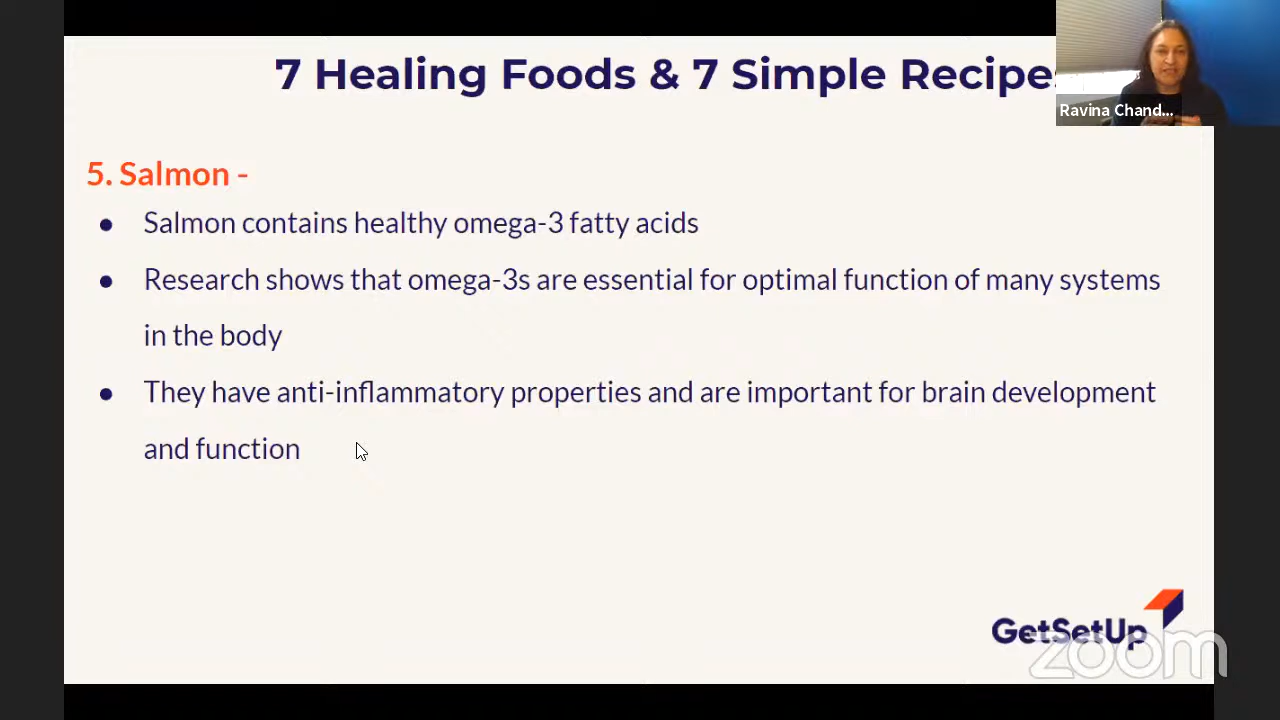 7 Healing Foods & 7 Simple Recipes
Ravina Chand...
5. Salmon -
● Salmon contains healthy omega-3 fatty acids
● Research shows that omega-3s are essential for optimal function of many systems
in the body
● They have anti-inflammatory properties and are important for brain development
and function
GetSetUp
zoom